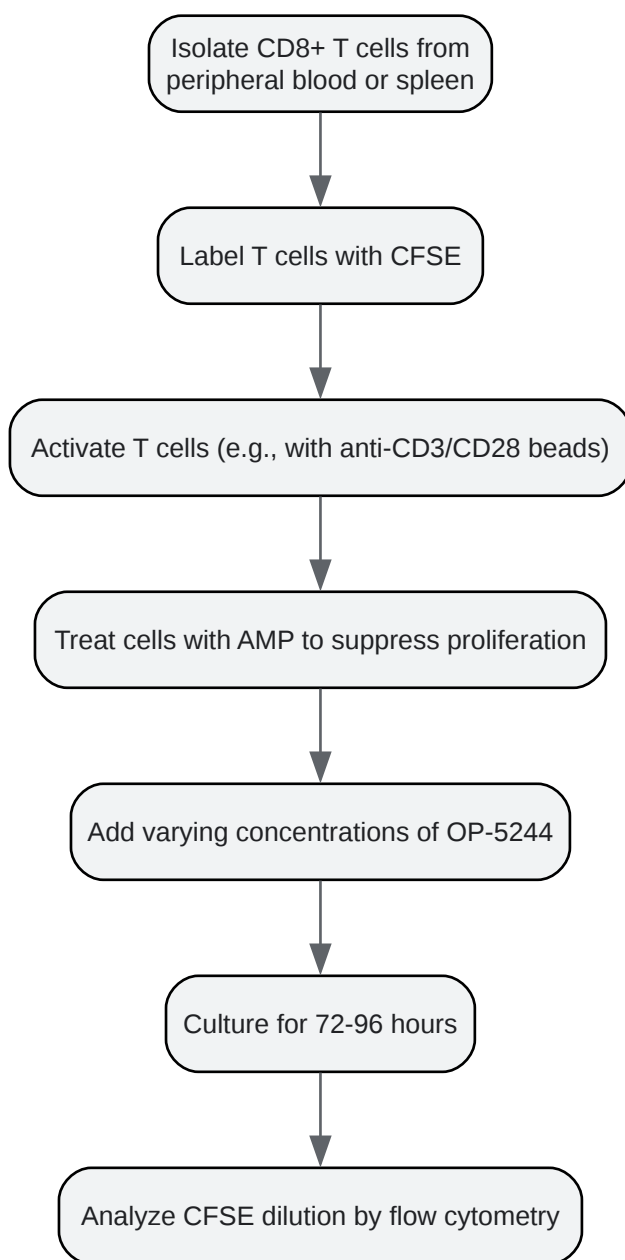 Isolate CD8+ T cells from
peripheral blood or spleen
Label T cells with CFSE
Activate T cells (e.g., with anti-CD3/CD28 beads)
Treat cells with AMP to suppress proliferation
Add varying concentrations of OP-5244
Culture for 72-96 hours
Analyze CFSE dilution by flow cytometry